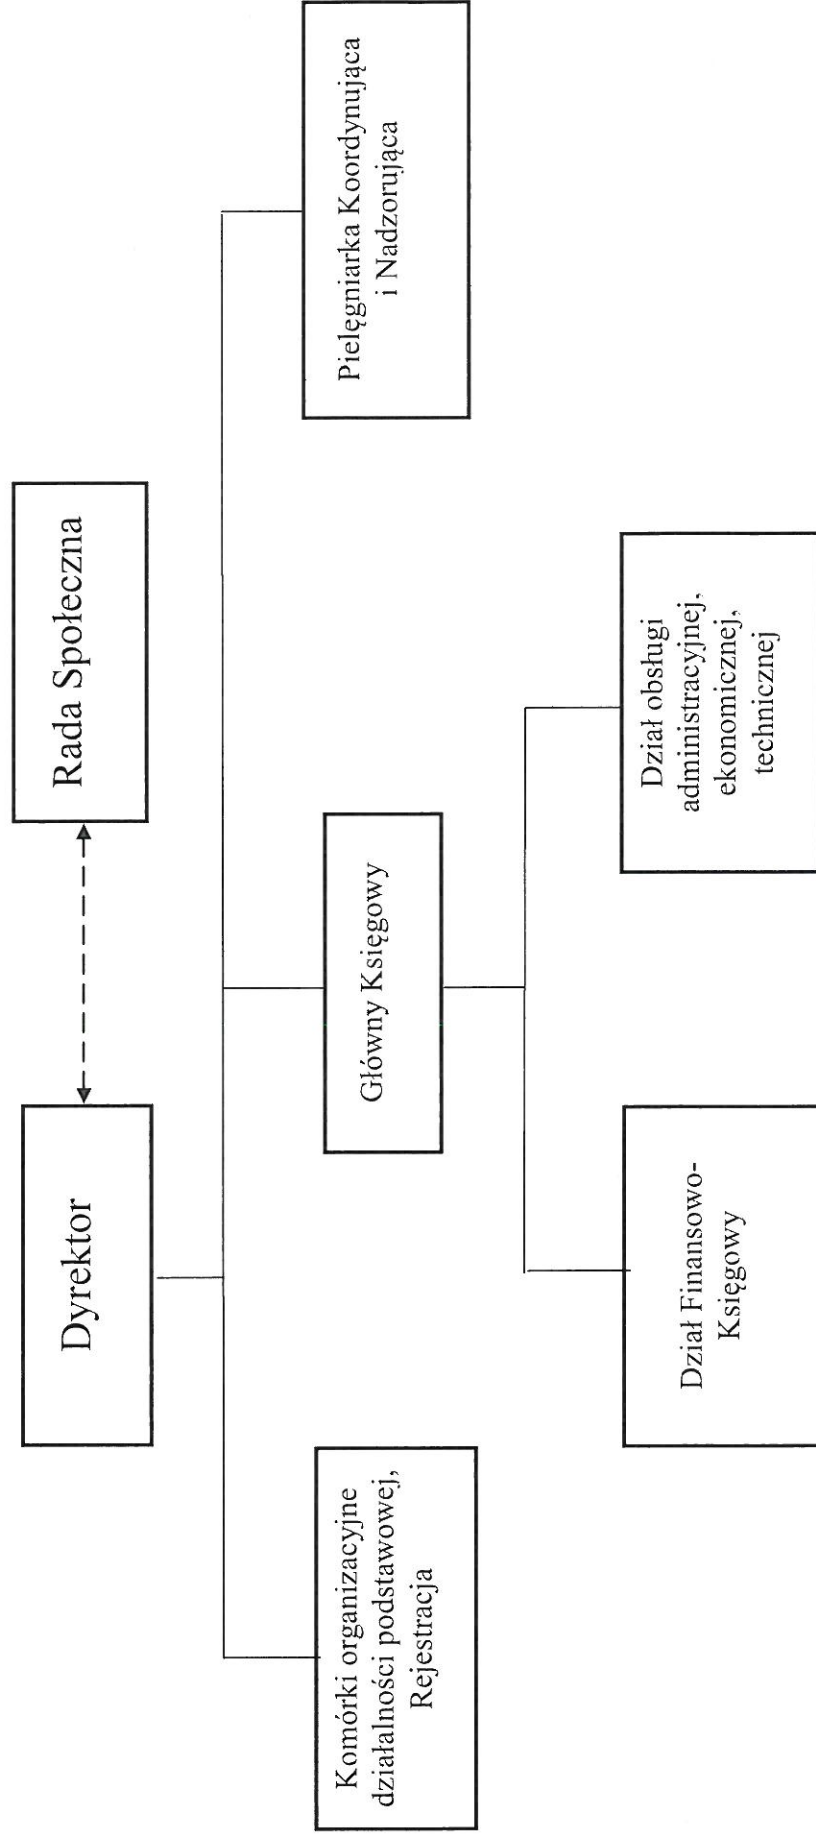 Dyrektor
Rada Społeczna
Komórki organizacyjne
działalności podstawowej,
Rejestracja
Główny Księgowy
Pielęgniarka Koordynująca
i Nadzorująca
Dział Finansowo-
Księgowy
Dział obsługi
administracyjnej,
ekonomicznej,
technicznej